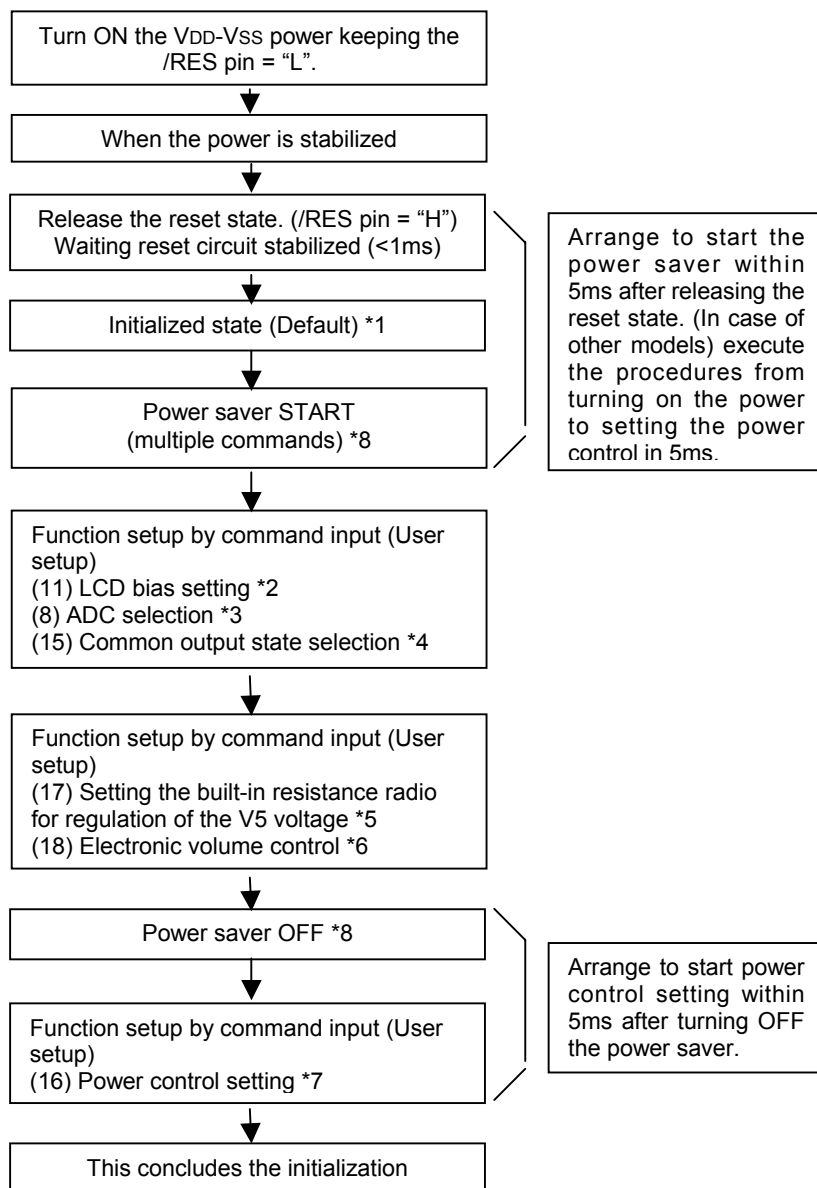 Turn ON the VDD-VSS power keeping the
/RES pin = “L”.
When the power is stabilized
Release the reset state. (/RES pin = “H”)
Waiting reset circuit stabilized (<1ms)
Arrange to start the
power saver within
5ms after releasing the
reset state. (In case of
other models) execute
the procedures from
turning on the power
to setting the power
control in 5ms.
Initialized state (Default) *1
Power saver START
(multiple commands) *8
Function setup by command input (User
setup)
(11) LCD bias setting *2
(8) ADC selection *3
(15) Common output state selection *4
Function setup by command input (User
setup)
(17) Setting the built-in resistance radio
for regulation of the V5 voltage *5
(18) Electronic volume control *6
Power saver OFF *8
Arrange to start power
control setting within
5ms after turning OFF
the power saver.
Function setup by command input (User
setup)
(16) Power control setting *7
This concludes the initialization